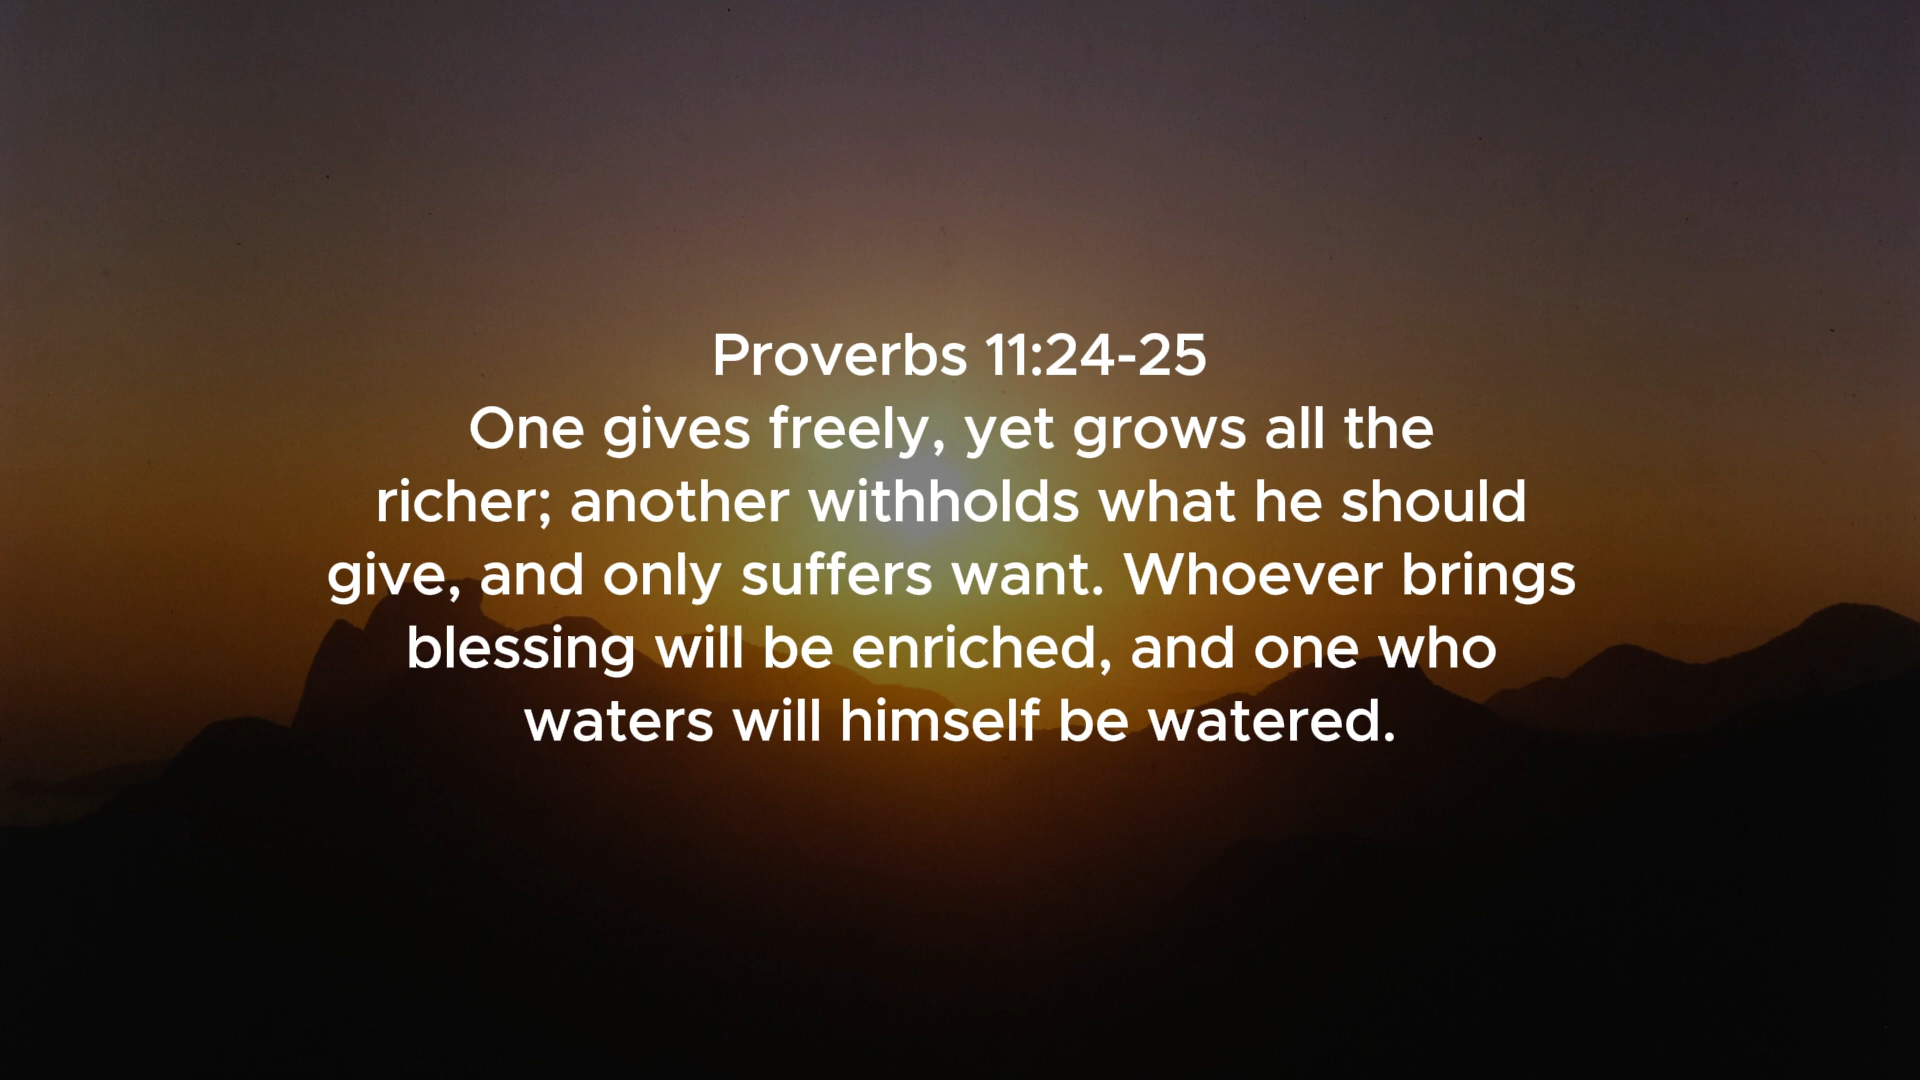 Proverbs 11:24-25
One gives freely, yet grows all the
richer; another withholds what he should
give, and only suffers want. Whoever brings
blessing will be enriched, and one who
waters will himself be watered.